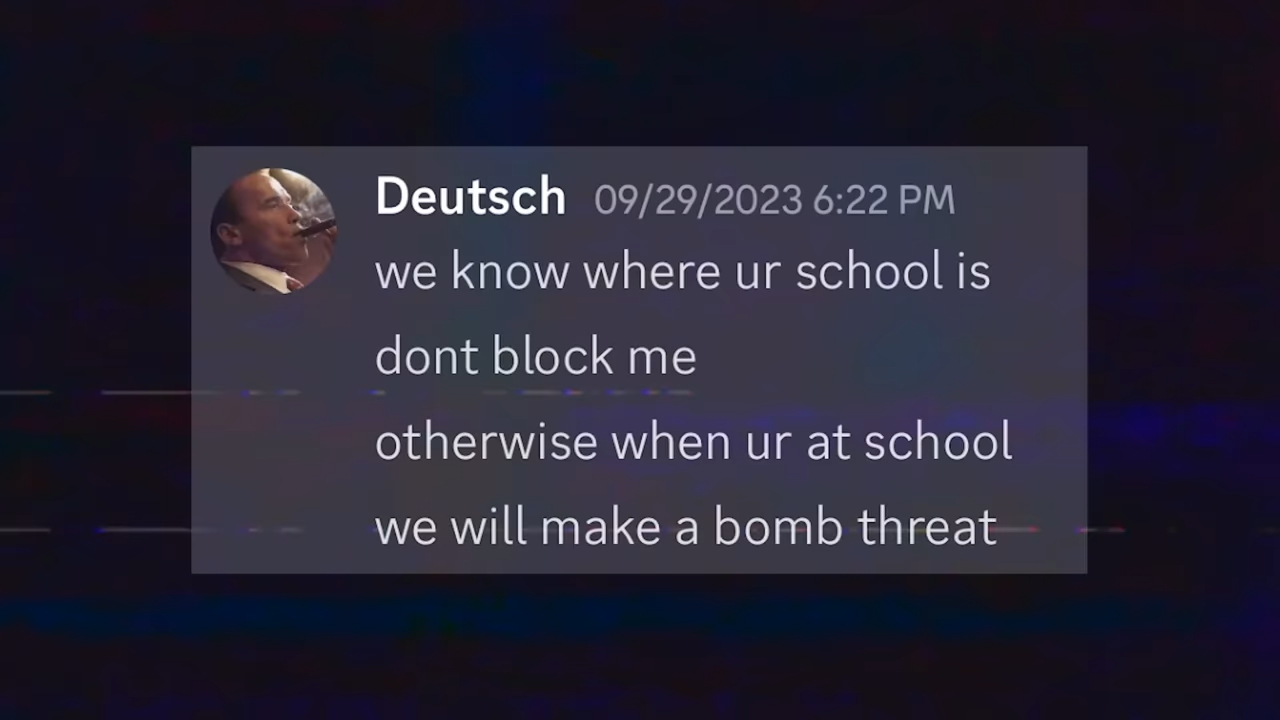 Deutsch 09/29/2023 6:22 PM
we know where ur school is
dont block me
otherwise when ur at school
we will make a bomb threat